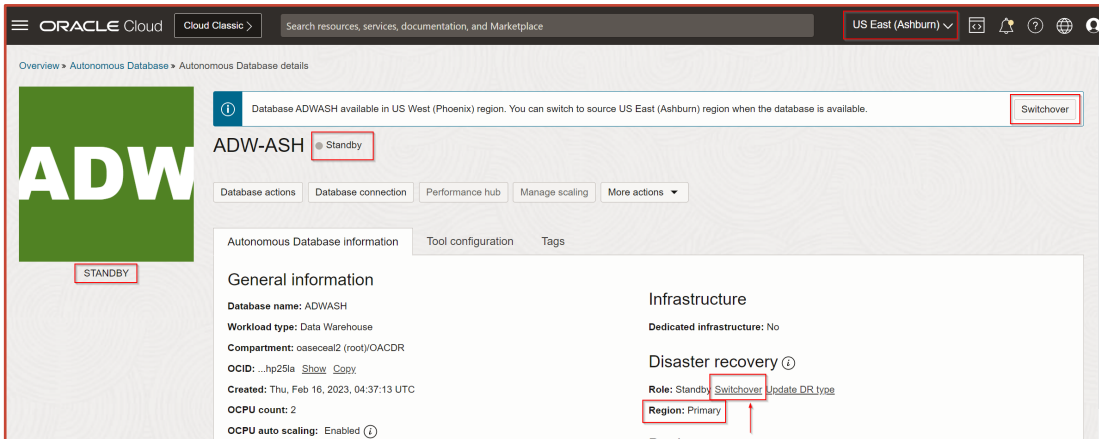 ORACLE Cloud Cloud Classic > Search resources, services, documentation, and Marketplace US East (Ashburn)
Overview » Autonomous Database » Autonomous Database details
Database ADWASH available in US West (Phoenix) region. You can switch to source US East (Ashburn) region when the database is available. Switchover
ADW
ADW-ASH Standby
Database actions Database connection Performance hub Manage scaling More actions
Autonomous Database information Tool configuration Tags
STANDBY
General information
Database name: ADWASH
Workload type: Data Warehouse
Compartment: oaseceal2 (root)/OACDR
OCID: ...hp25la Show Copy
Created: Thu, Feb 16, 2023, 04:37:13 UTC
OCPU count: 2
OCPU auto scaling: Enabled
Infrastructure
Dedicated infrastructure: No
Disaster recovery
Role: Standby Switchover Update DR type
Region: Primary